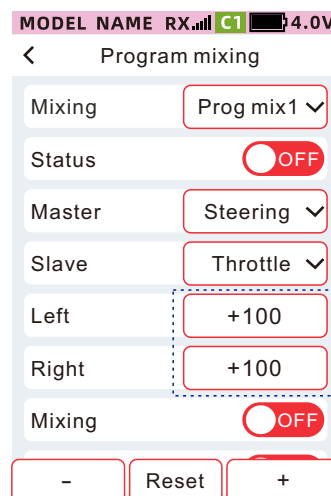 MODEL NAME RX C1 4.0V
Program mixing
Mixing Prog mix1
Status OFF
Master Steering
Slave Throttle
Left +100
Right +100
Mixing OFF
- Reset +